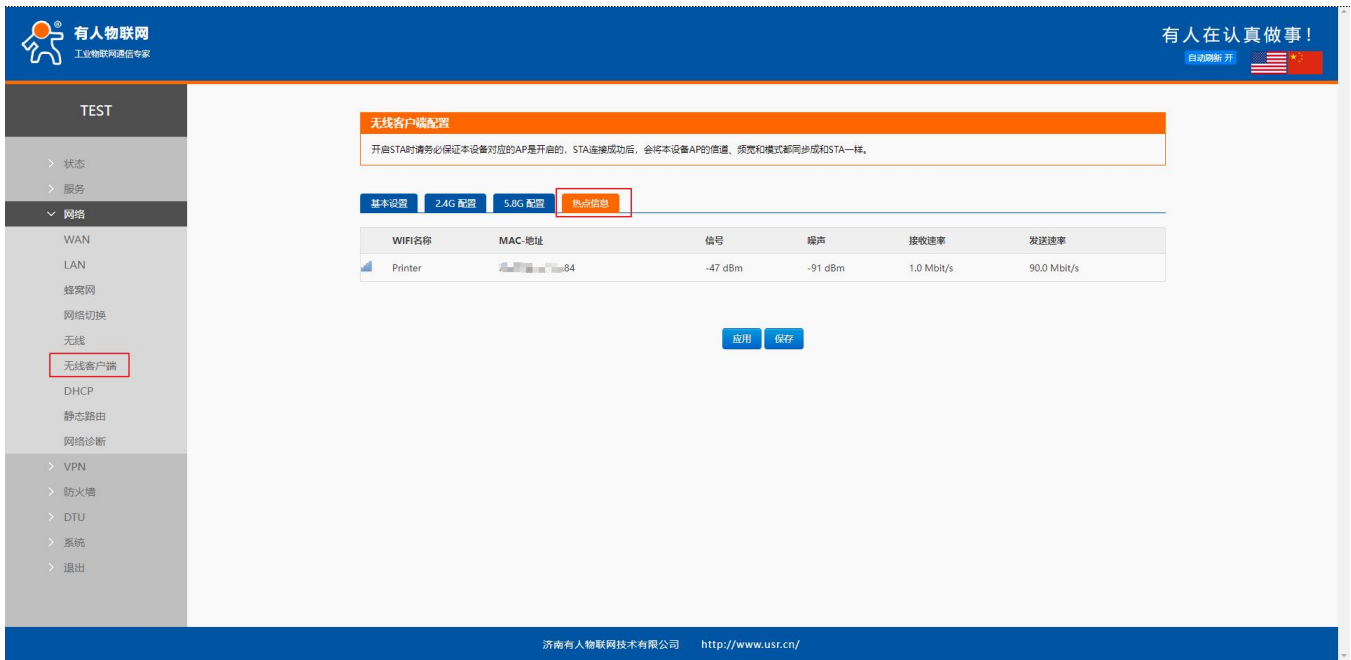 有人物联网
工业物联网通信专家
有人在认真做事！
自动刷新 开
TEST
状态
服务
网络
WAN
LAN
蜂窝网
网络切换
无线
无线客户端
DHCP
静态路由
网络诊断
VPN
防火墙
DTU
系统
退出
无线客户端配置
开启STA时请务必保证本设备对应的AP是开启的，STA连接成功后，会将本设备AP的信道、频宽和模式都同步成和STA一样。
基本设置 2.4G 配置 5.8G 配置 热点信息
WIFI名称 MAC-地址 信号 噪声 接收速率 发送速率
Printer 84 -47 dBm -91 dBm 1.0 Mbit/s 90.0 Mbit/s
应用 保存
济南有人物联网技术有限公司 http://www.usr.cn/